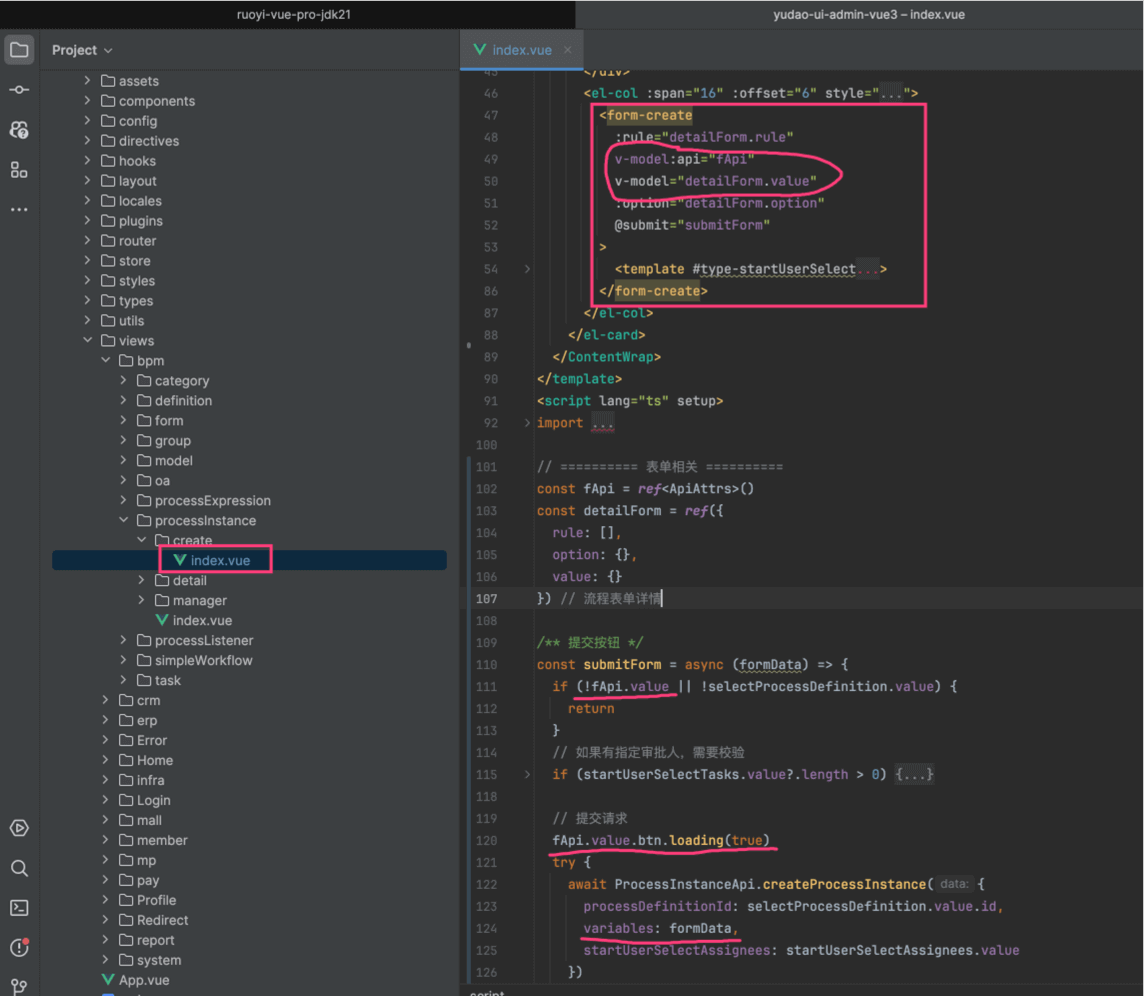 ruoyi-vue-pro-jdk21
yudao-ui-admin-vue3 – index.vue
Project
index.vue
assets
components
config
directives
hooks
layout
locales
plugins
router
store
styles
types
utils
views
bpm
category
definition
form
group
model
oa
processExpression
processInstance
create
index.vue
detail
manager
index.vue
processListener
simpleWorkflow
task
crm
erp
Error
Home
infra
Login
mall
member
mp
pay
Profile
Redirect
report
system
App.vue
45 </div>
46 <el-col :span="16" :offset="6" style="...">
47 <form-create
48 :rule="detailForm.rule"
49 v-model:api="fApi"
50 v-model="detailForm.value"
51 :option="detailForm.option"
52 @submit="submitForm"
53 >
54 <template #type-startUserSelect...>
86 </form-create>
87 </el-col>
88 </el-card>
89 </ContentWrap>
90 </template>
91 <script lang="ts" setup>
92 import ...
100
101 // ========== 表单相关 ==========
102 const fApi = ref<ApiAttrs>()
103 const detailForm = ref({
104 rule: [],
105 option: {},
106 value: {}
107 }) // 流程表单详情
108
109 /** 提交按钮 */
110 const submitForm = async (formData) => {
111 if (!fApi.value || !selectProcessDefinition.value) {
112 return
113 }
114 // 如果有指定审批人，需要校验
115 if (startUserSelectTasks.value?.length > 0) {...}
118
119 // 提交请求
120 fApi.value.btn.loading(true)
121 try {
122 await ProcessInstanceApi.createProcessInstance( data: {
123 processDefinitionId: selectProcessDefinition.value.id,
124 variables: formData,
125 startUserSelectAssignees: startUserSelectAssignees.value
126 })
script